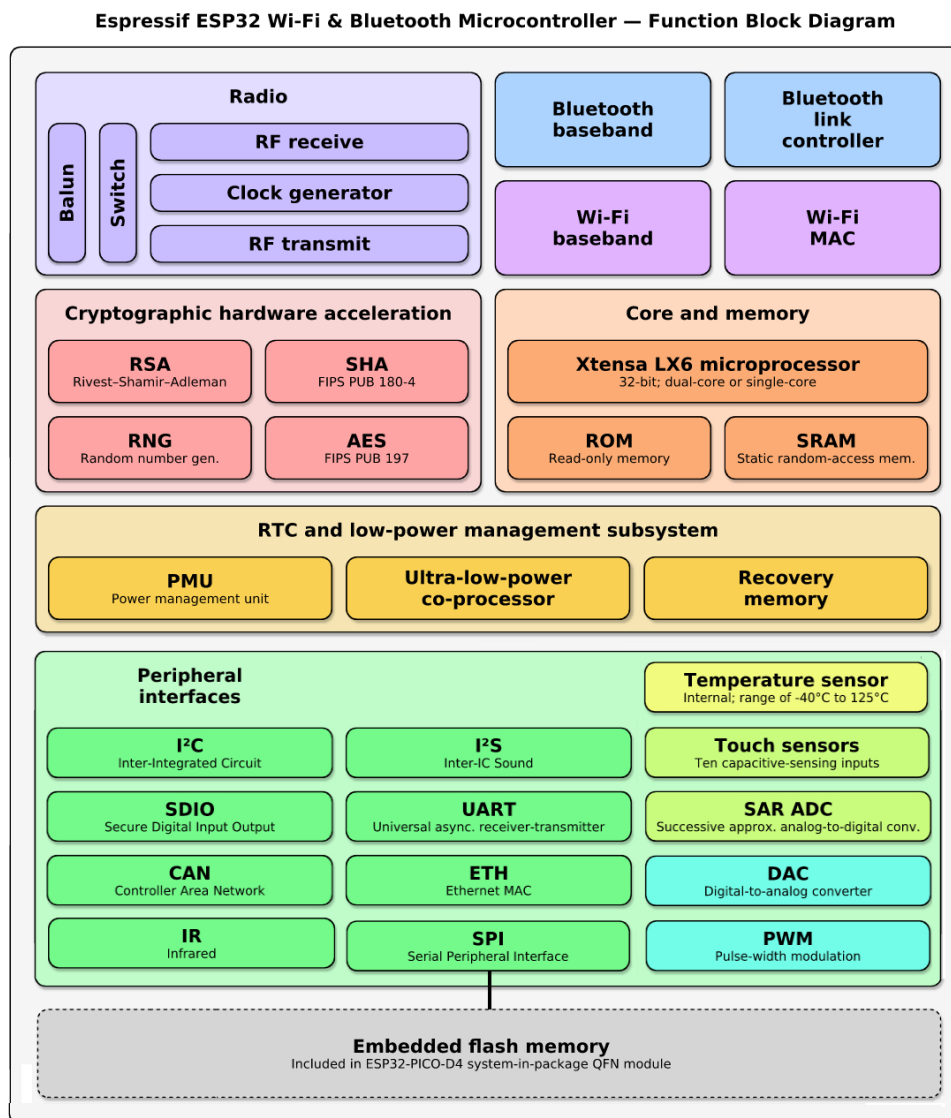 Espressif ESP32 Wi-Fi & Bluetooth Microcontroller — Function Block Diagram
Radio
Balun
Switch
RF receive
Clock generator
RF transmit
Bluetooth
baseband
Bluetooth
link
controller
Wi-Fi
baseband
Wi-Fi
MAC
Cryptographic hardware acceleration
RSA
Rivest–Shamir–Adleman
SHA
FIPS PUB 180-4
RNG
Random number gen.
AES
FIPS PUB 197
Core and memory
Xtensa LX6 microprocessor
32-bit; dual-core or single-core
ROM
Read-only memory
SRAM
Static random-access mem.
RTC and low-power management subsystem
PMU
Power management unit
Ultra-low-power
co-processor
Recovery
memory
Peripheral
interfaces
Temperature sensor
Internal; range of -40°C to 125°C
I²C
Inter-Integrated Circuit
I²S
Inter-IC Sound
Touch sensors
Ten capacitive-sensing inputs
SDIO
Secure Digital Input Output
UART
Universal async. receiver-transmitter
SAR ADC
Successive approx. analog-to-digital conv.
CAN
Controller Area Network
ETH
Ethernet MAC
DAC
Digital-to-analog converter
IR
Infrared
SPI
Serial Peripheral Interface
PWM
Pulse-width modulation
Embedded flash memory
Included in ESP32-PICO-D4 system-in-package QFN module